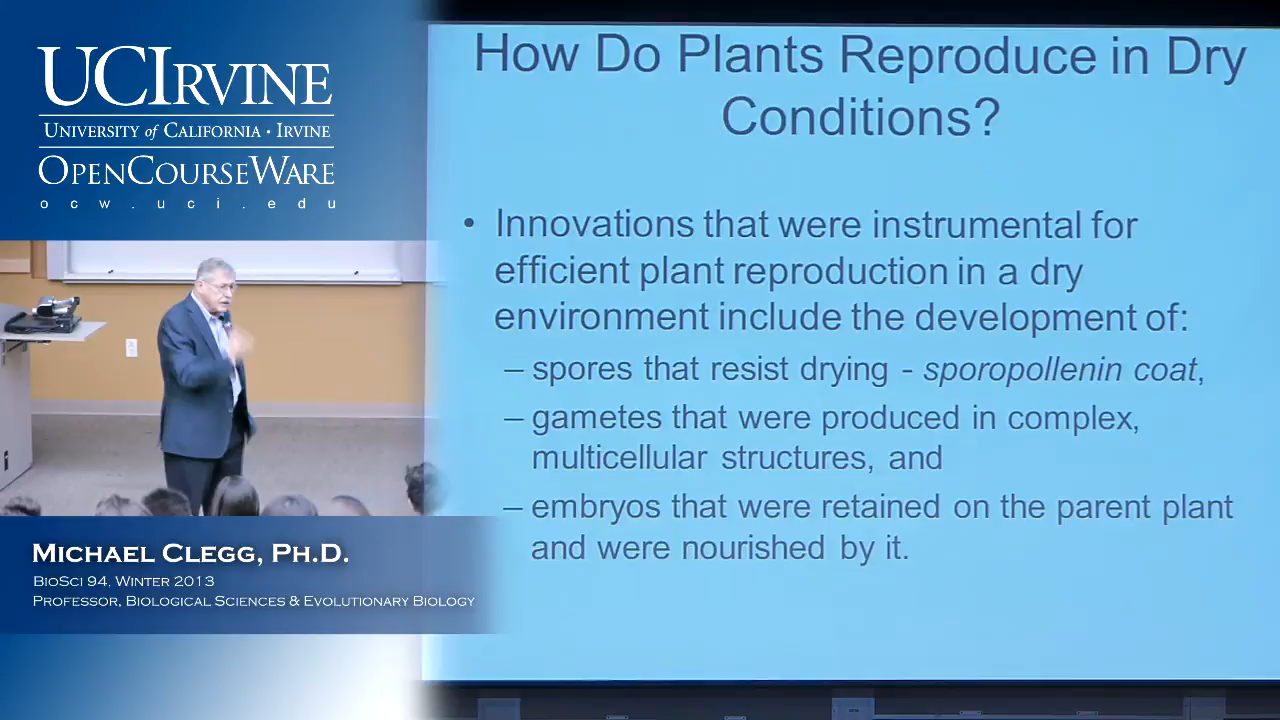 UCIRVINE
UNIVERSITY of CALIFORNIA · IRVINE
OPENCOURSEWARE
ocw.uci.edu
MICHAEL CLEGG, PH.D.
BIOSCI 94, WINTER 2013
PROFESSOR, BIOLOGICAL SCIENCES & EVOLUTIONARY BIOLOGY
How Do Plants Reproduce in Dry
Conditions?
• Innovations that were instrumental for
efficient plant reproduction in a dry
environment include the development of:
– spores that resist drying - sporopollenin coat,
– gametes that were produced in complex,
multicellular structures, and
– embryos that were retained on the parent plant
and were nourished by it.